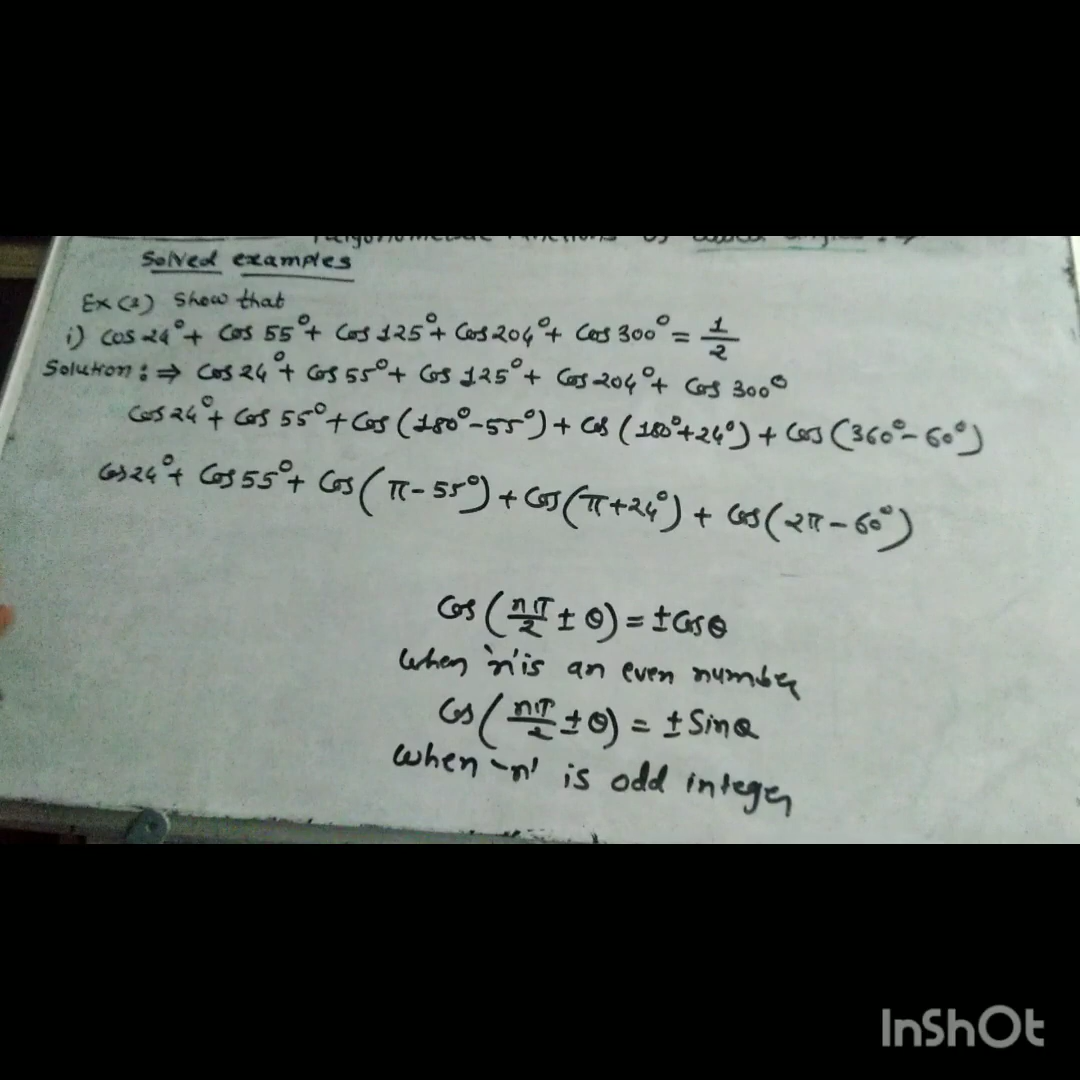 Solved examples
Ex (2) Show that
i) cos 24° + cos 55° + cos 125° + cos 204° + cos 300° = 1/2
Solution: ⇒ cos 24° + cos 55° + cos 125° + cos 204° + cos 300°
cos 24° + cos 55° + cos (180° - 55°) + cos (180° + 24°) + cos (360° - 60°)
cos 24° + cos 55° + cos (π - 55°) + cos (π + 24°) + cos (2π - 60°)
cos (nπ/2 ± θ) = ± cos θ
when 'n' is an even number
cos (nπ/2 ± θ) = ± sin θ
when 'n' is odd integer
InShOt